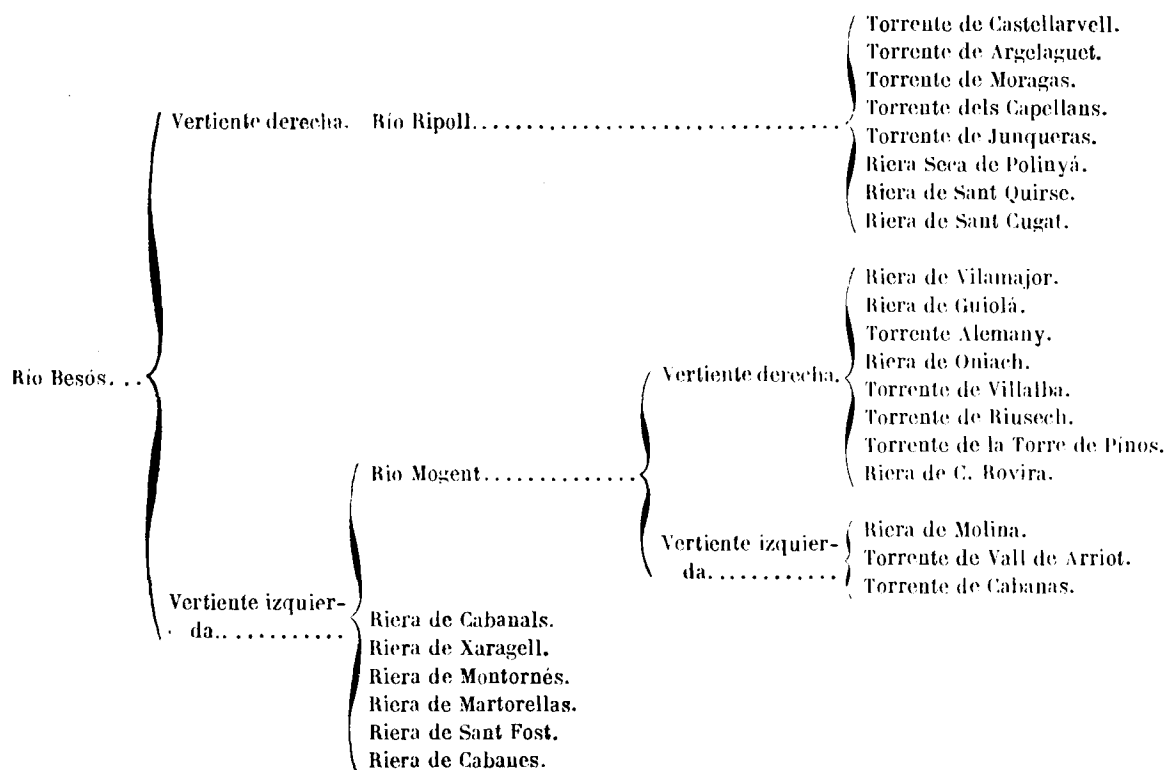 Torrente de Castellarvell.
Torrente de Argelaguet.
Torrente de Moragas.
Vertiente derecha. Río Ripoll
Torrente dels Capellans.
Torrente de Junqueras.
Riera Seca de Polinyá.
Riera de Sant Quirse.
Riera de Sant Cugat.
Río Besós...
Riera de Vilamajor.
Riera de Guiolá.
Torrente Alemany.
Riera de Oniach.
Vertiente derecha.
Torrente de Villalba.
Torrente de Riusech.
Torrente de la Torre de Pinos.
Río Mogent
Riera de C. Rovira.
Riera de Molina.
Vertiente izquier-
da
Torrente de Vall de Arriot.
Torrente de Cabanas.
Vertiente izquier-
da
Riera de Cabanals.
Riera de Xaragell.
Riera de Montornés.
Riera de Martorellas.
Riera de Sant Fost.
Riera de Cabanes.